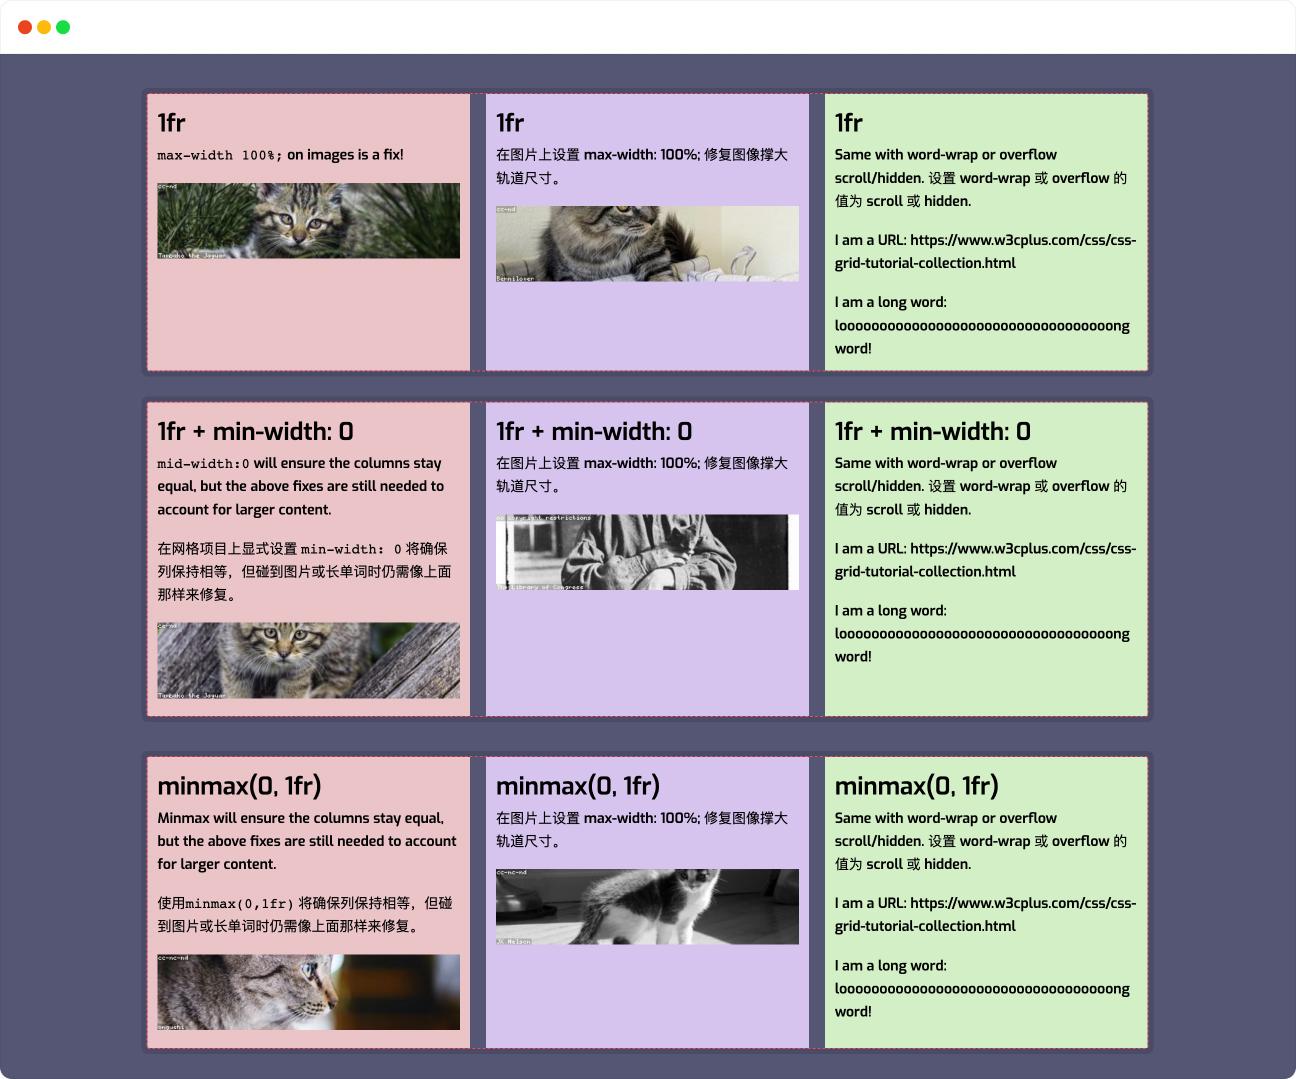 1fr
max-width 100%; on images is a fix!
cc-nd
Tambako the Jaguar
1fr
在图片上设置 max-width: 100%; 修复图像撑大
轨道尺寸。
cc-nd
Bernilover
1fr
Same with word-wrap or overflow
scroll/hidden. 设置 word-wrap 或 overflow 的
值为 scroll 或 hidden.
I am a URL: https://www.w3cplus.com/css/css-
grid-tutorial-collection.html
I am a long word:
looooooooooooooooooooooooooooooooooong
word!
1fr + min-width: 0
mid-width:0 will ensure the columns stay
equal, but the above fixes are still needed to
account for larger content.
在网格项目上显式设置 min-width: 0 将确保
列保持相等，但碰到图片或长单词时仍需像上面
那样来修复。
cc-nd
Tambako the Jaguar
1fr + min-width: 0
在图片上设置 max-width: 100%; 修复图像撑大
轨道尺寸。
no copyright restrictions
The Library of Congress
1fr + min-width: 0
Same with word-wrap or overflow
scroll/hidden. 设置 word-wrap 或 overflow 的
值为 scroll 或 hidden.
I am a URL: https://www.w3cplus.com/css/css-
grid-tutorial-collection.html
I am a long word:
looooooooooooooooooooooooooooooooooong
word!
minmax(0, 1fr)
Minmax will ensure the columns stay equal,
but the above fixes are still needed to account
for larger content.
使用minmax(0,1fr) 将确保列保持相等，但碰
到图片或长单词时仍需像上面那样来修复。
cc-nc-nd
minmax(0, 1fr)
在图片上设置 max-width: 100%; 修复图像撑大
轨道尺寸。
cc-nc-nd
Nelson
minmax(0, 1fr)
Same with word-wrap or overflow
scroll/hidden. 设置 word-wrap 或 overflow 的
值为 scroll 或 hidden.
I am a URL: https://www.w3cplus.com/css/css-
grid-tutorial-collection.html
I am a long word:
looooooooooooooooooooooooooooooooooong
word!